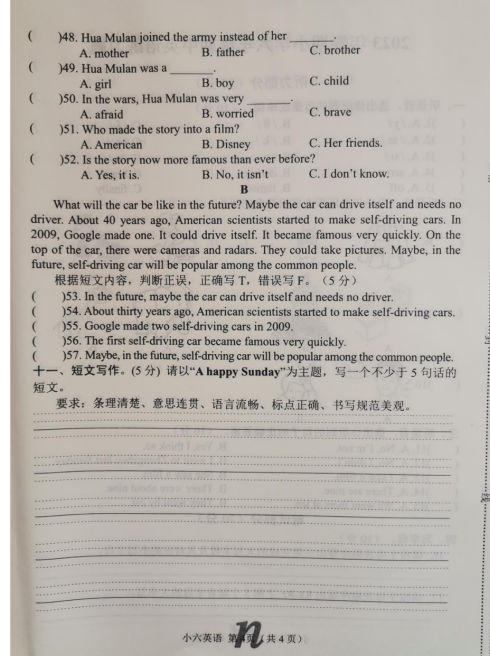 (    )48. Hua Mulan joined the army instead of her ______.
A. mother B. father C. brother
(    )49. Hua Mulan was a ______.
A. girl B. boy C. child
(    )50. In the wars, Hua Mulan was very ______.
A. afraid B. worried C. brave
(    )51. Who made the story into a film?
A. American B. Disney C. Her friends.
(    )52. Is the story now more famous than ever before?
A. Yes, it is. B. No, it isn't C. I don't know.
B
What will the car be like in the future? Maybe the car can drive itself and needs no
driver. About 40 years ago, American scientists started to make self-driving cars. In
2009, Google made one. It could drive itself. It became famous very quickly. On the
top of the car, there were cameras and radars. They could take pictures. Maybe, in the
future, self-driving car will be popular among the common people.
根据短文内容，判断正误，正确写 T，错误写 F。（5 分）
(    )53. In the future, maybe the car can drive itself and needs no driver.
(    )54. About thirty years ago, American scientists started to make self-driving cars.
(    )55. Google made two self-driving cars in 2009.
(    )56. The first self-driving car became famous very quickly.
(    )57. Maybe, in the future, self-driving car will be popular among the common people.
十一、短文写作。(5 分) 请以“A happy Sunday”为主题，写一个不少于 5 句话的
短文。
要求：条理清楚、意思连贯、语言流畅、标点正确、书写规范美观。
线
小六英语 第 页（共 4 页）
n